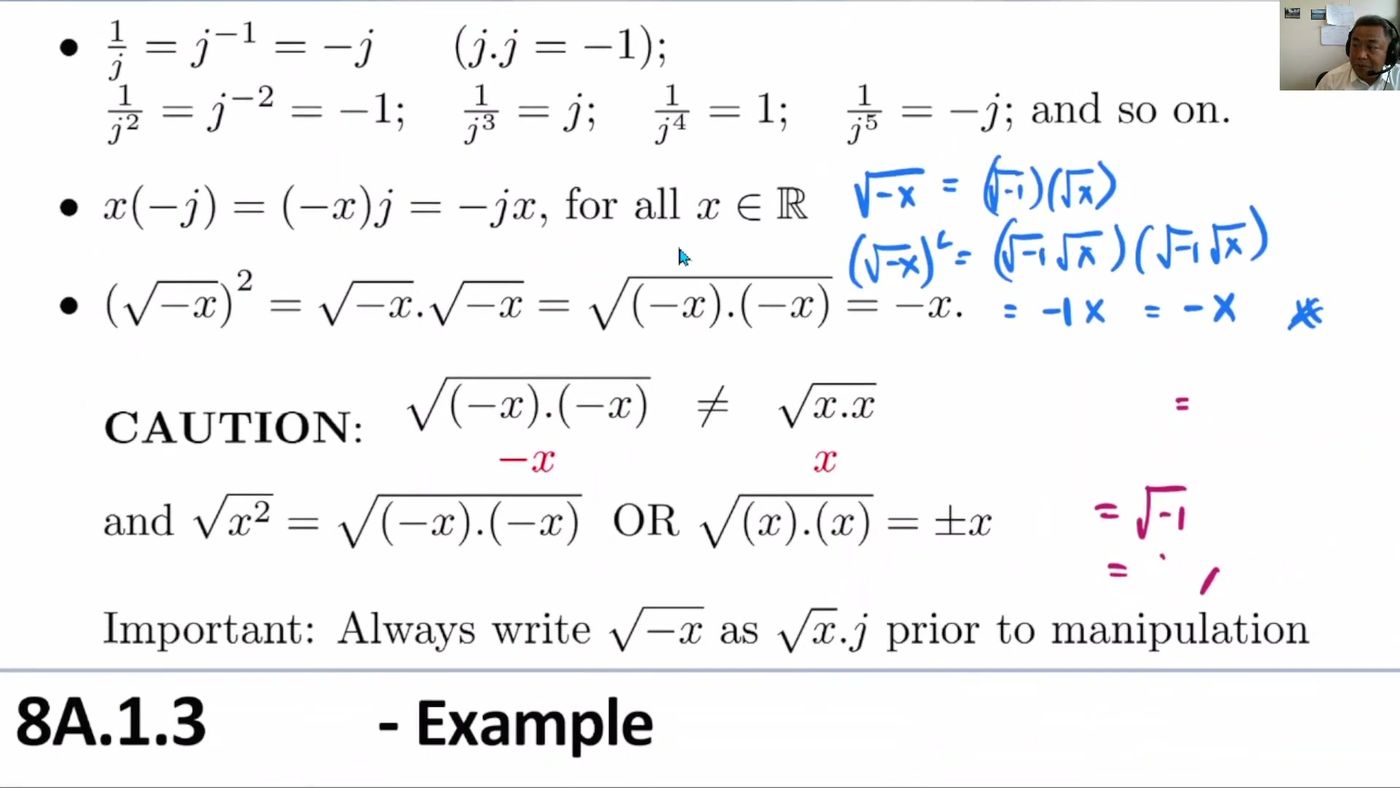 • 1/j = j⁻¹ = −j (j.j = −1);
1/j² = j⁻² = −1; 1/j³ = j; 1/j⁴ = 1; 1/j⁵ = −j; and so on.
• x(−j) = (−x)j = −jx, for all x ∈ ℝ
√−x = (√−1)(√x)
(√−x)² = (√−1 √x)(√−1 √x)
• (√−x)² = √−x.√−x = √(−x).(−x) = −x.
= −1x = −x
CAUTION: √(−x).(−x) ≠ √x.x
=
−x x
and √x² = √(−x).(−x) OR √(x).(x) = ±x
= √−1
=
Important: Always write √−x as √x.j prior to manipulation
8A.1.3 - Example